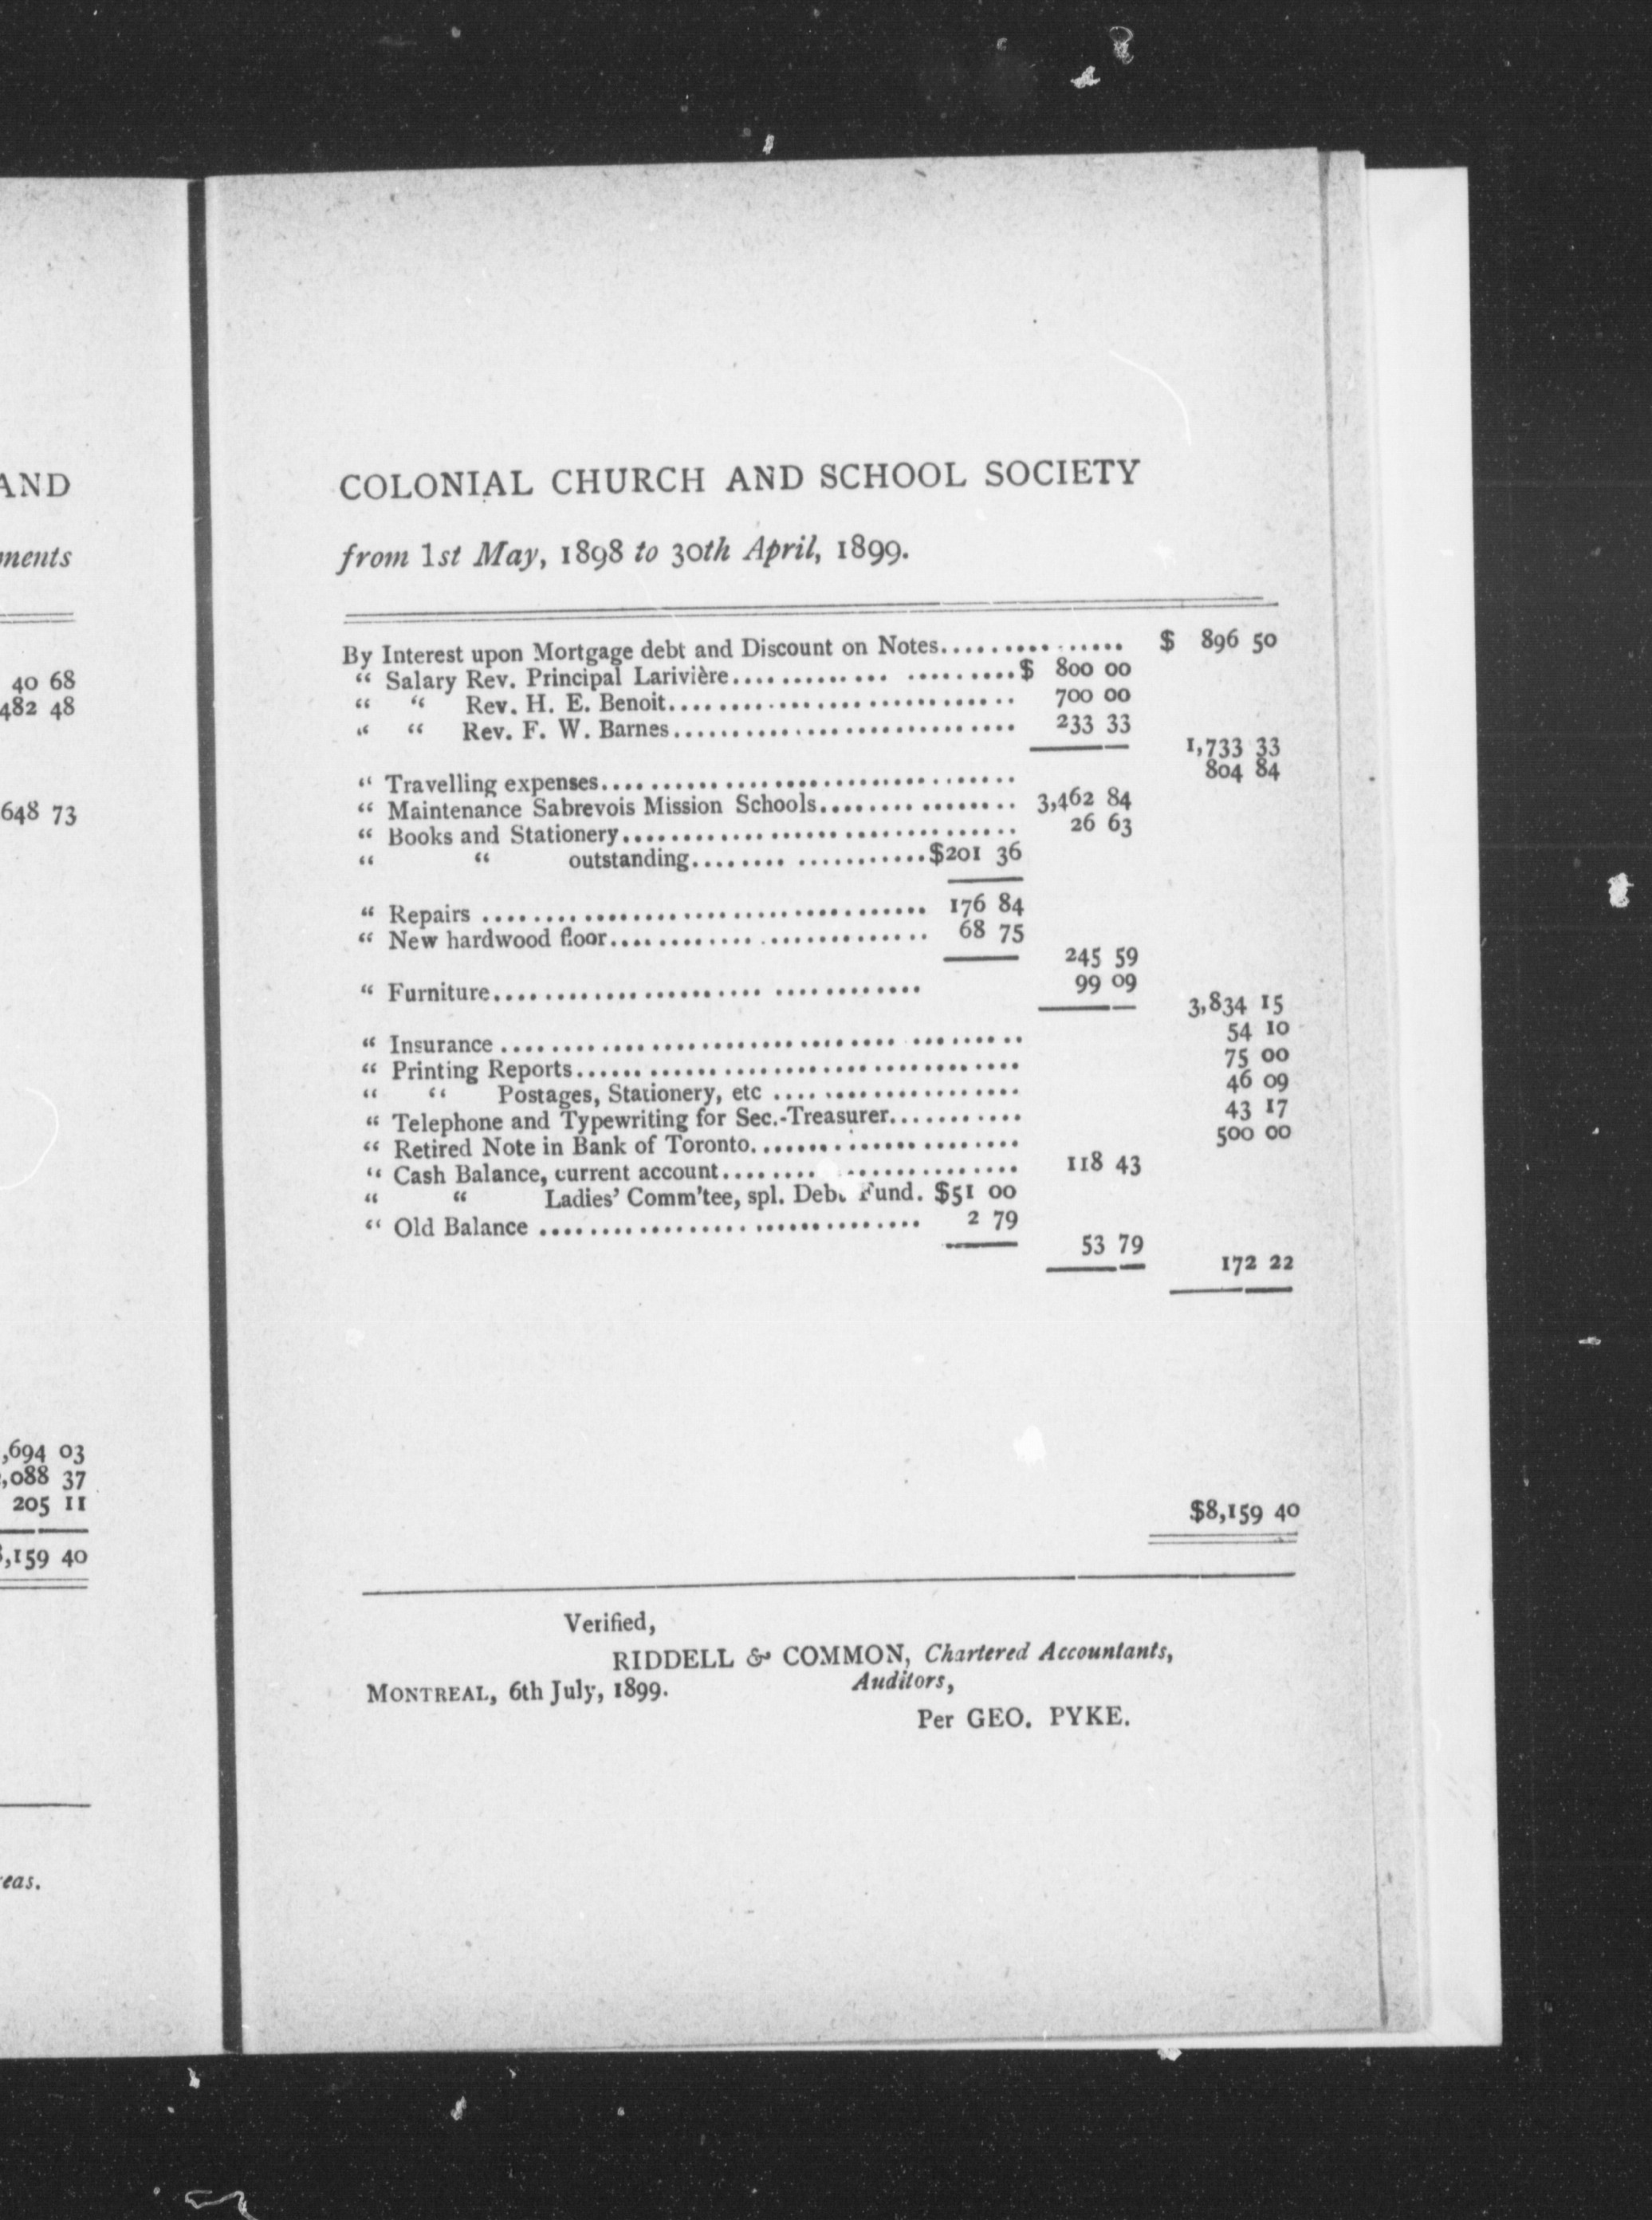 AND
ments
40 68
482 48
648 73
,694 03
,088 37
205 11
,159 40
eas.
COLONIAL CHURCH AND SCHOOL SOCIETY
from 1st May, 1898 to 30th April, 1899.
By Interest upon Mortgage debt and Discount on Notes................ $ 896 50
“ Salary Rev. Principal Larivière..................... $ 800 00
“ “ Rev. H. E. Benoit............................ 700 00
“ “ Rev. F. W. Barnes............................ 233 33
1,733 33
“ Travelling expenses.................................. 804 84
“ Maintenance Sabrevois Mission Schools................ 3,462 84
“ Books and Stationery................................ 26 63
“ “ outstanding................... $201 36
“ Repairs .................................... 176 84
“ New hardwood floor.......................... 68 75
245 59
“ Furniture.................................. 99 09
3,834 15
“ Insurance .......................................... 54 10
“ Printing Reports.................................... 75 00
“ “ Postages, Stationery, etc .................... 46 09
“ Telephone and Typewriting for Sec.-Treasurer........... 43 17
“ Retired Note in Bank of Toronto...................... 500 00
“ Cash Balance, current account........................ 118 43
“ “ Ladies’ Comm’tee, spl. Debt Fund. $51 00
“ Old Balance ............................... 2 79
53 79
172 22
$8,159 40
Verified,
RIDDELL & COMMON, Chartered Accountants,
MONTREAL, 6th July, 1899. Auditors,
Per GEO. PYKE.